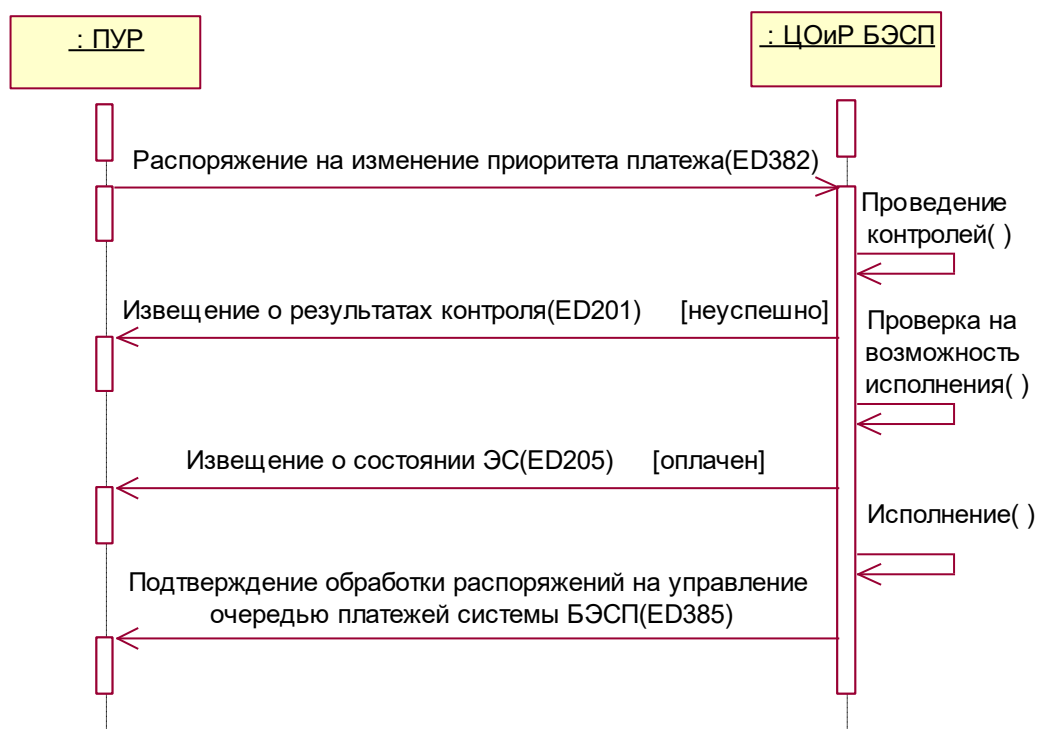 : ПУР
: ЦОиР БЭСП
Распоряжение на изменение приоритета платежа(ED382)
Проведение
контролей( )
Извещение о результатах контроля(ED201) [неуспешно]
Проверка на
возможность
исполнения( )
Извещение о состоянии ЭС(ED205) [оплачен]
Исполнение( )
Подтверждение обработки распоряжений на управление
очередью платежей системы БЭСП(ED385)